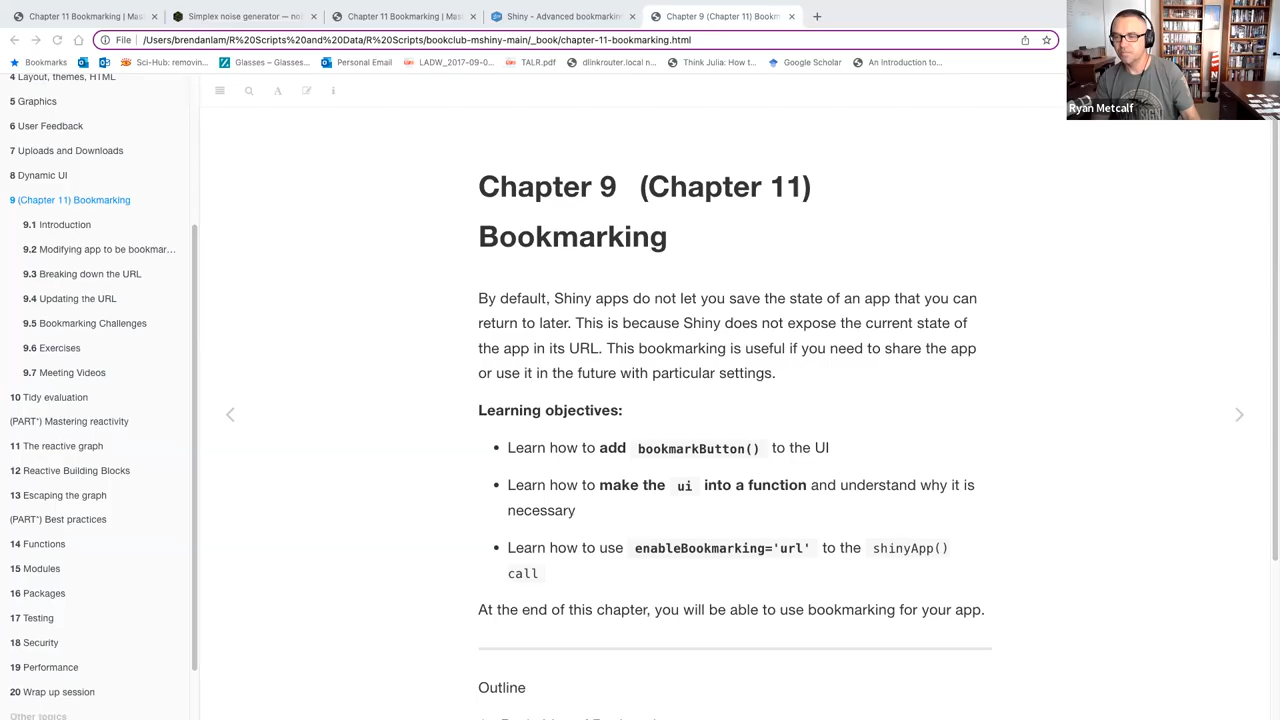 Chapter 11 Bookmarking | Mas
Simplex noise generator — noi
Chapter 11 Bookmarking | Mas
Shiny - Advanced bookmarkin
Chapter 9 (Chapter 11) Bookm
File
/Users/brendanlam/R%20Scripts%20and%20Data/R%20Scripts/bookclub-mshiny-main/_book/chapter-11-bookmarking.html
Bookmarks
Sci-Hub: removin...
Glasses – Glasses...
Personal Email
LADW_2017-09-0...
TALR.pdf
dlinkrouter.local n...
Think Julia: How t...
Google Scholar
An Introduction to...
Ryan Metcalf
4 Layout, themes, HTML
5 Graphics
6 User Feedback
7 Uploads and Downloads
8 Dynamic UI
9 (Chapter 11) Bookmarking
9.1 Introduction
9.2 Modifying app to be bookmar...
9.3 Breaking down the URL
9.4 Updating the URL
9.5 Bookmarking Challenges
9.6 Exercises
9.7 Meeting Videos
10 Tidy evaluation
(PART*) Mastering reactivity
11 The reactive graph
12 Reactive Building Blocks
13 Escaping the graph
(PART*) Best practices
14 Functions
15 Modules
16 Packages
17 Testing
18 Security
19 Performance
20 Wrap up session
Other topics
Chapter 9 (Chapter 11)
Bookmarking
By default, Shiny apps do not let you save the state of an app that you can
return to later. This is because Shiny does not expose the current state of
the app in its URL. This bookmarking is useful if you need to share the app
or use it in the future with particular settings.
Learning objectives:
• Learn how to add bookmarkButton() to the UI
• Learn how to make the ui into a function and understand why it is
necessary
• Learn how to use enableBookmarking='url' to the shinyApp()
call
At the end of this chapter, you will be able to use bookmarking for your app.
Outline